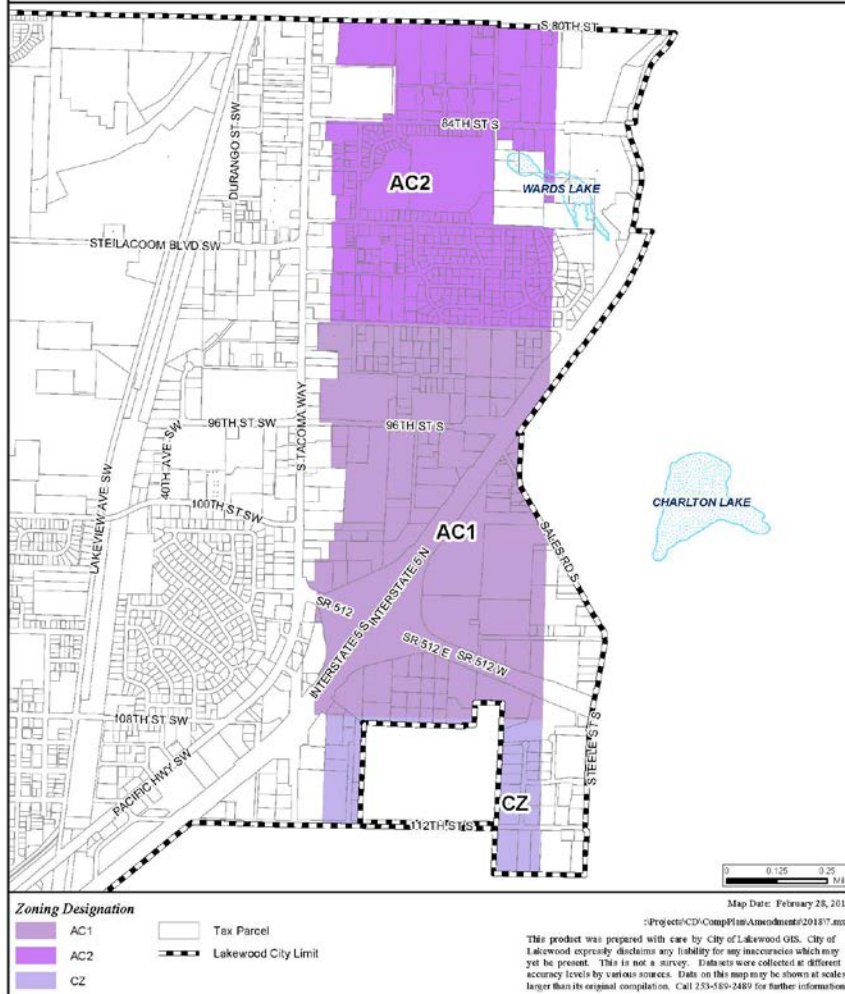 S 80TH ST
DURANGO ST SW
84TH ST S
AC2
WARDS LAKE
STEILACOOM BLVD SW
S TACOMA WAY
96TH ST SW
96TH ST S
40TH AVE SW
LAKEVIEW AVE SW
100TH ST SW
CHARLTON LAKE
AC1
SALES RD S
SR 512
INTERSTATE 5 N
INTERSTATE 5 S
SR 512 E
SR 512 W
108TH ST SW
PACIFIC HWY SW
STEELE ST S
CZ
112TH ST S
0 0.125 0.25
Zoning Designation
AC1
AC2
CZ
Tax Parcel
Lakewood City Limit
Map Date: February 28, 201
This product was prepared with care by City of Lakewood GIS. City of
Lakewood expressly disclaims any liability for any inaccuracies which may
yet be present. This is not a survey. Datasets were collected at different
accuracy levels by various sources. Data on this map may be shown at scales
larger than its original compilation. Call 253-589-2489 for further information